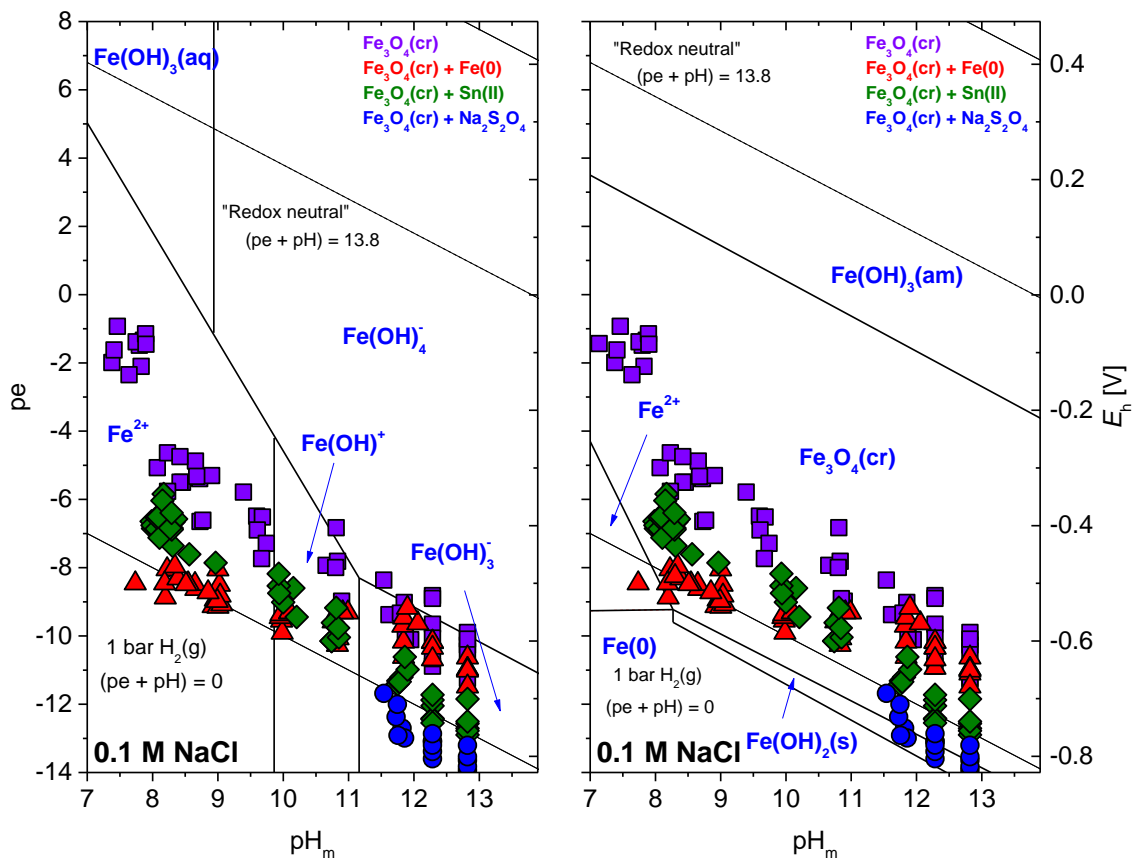 8
6
4
2
0
-2
-4
-6
-8
-10
-12
-14
pe
Fe(OH)₃(aq)
Fe₃O₄(cr)
Fe₃O₄(cr) + Fe(0)
Fe₃O₄(cr) + Sn(II)
Fe₃O₄(cr) + Na₂S₂O₄
"Redox neutral"
(pe + pH) = 13.8
Fe(OH)₄⁻
Fe²⁺
Fe(OH)⁺
Fe(OH)₃⁻
1 bar H₂(g)
(pe + pH) = 0
0.1 M NaCl
7 8 9 10 11 12 13
pHₘ
"Redox neutral"
(pe + pH) = 13.8
Fe₃O₄(cr)
Fe₃O₄(cr) + Fe(0)
Fe₃O₄(cr) + Sn(II)
Fe₃O₄(cr) + Na₂S₂O₄
Fe(OH)₃(am)
Fe²⁺
Fe₃O₄(cr)
Fe(0)
1 bar H₂(g)
(pe + pH) = 0
Fe(OH)₂(s)
0.1 M NaCl
7 8 9 10 11 12 13
pHₘ
0.4
0.2
0.0
-0.2
-0.4
-0.6
-0.8
Eₕ [V]